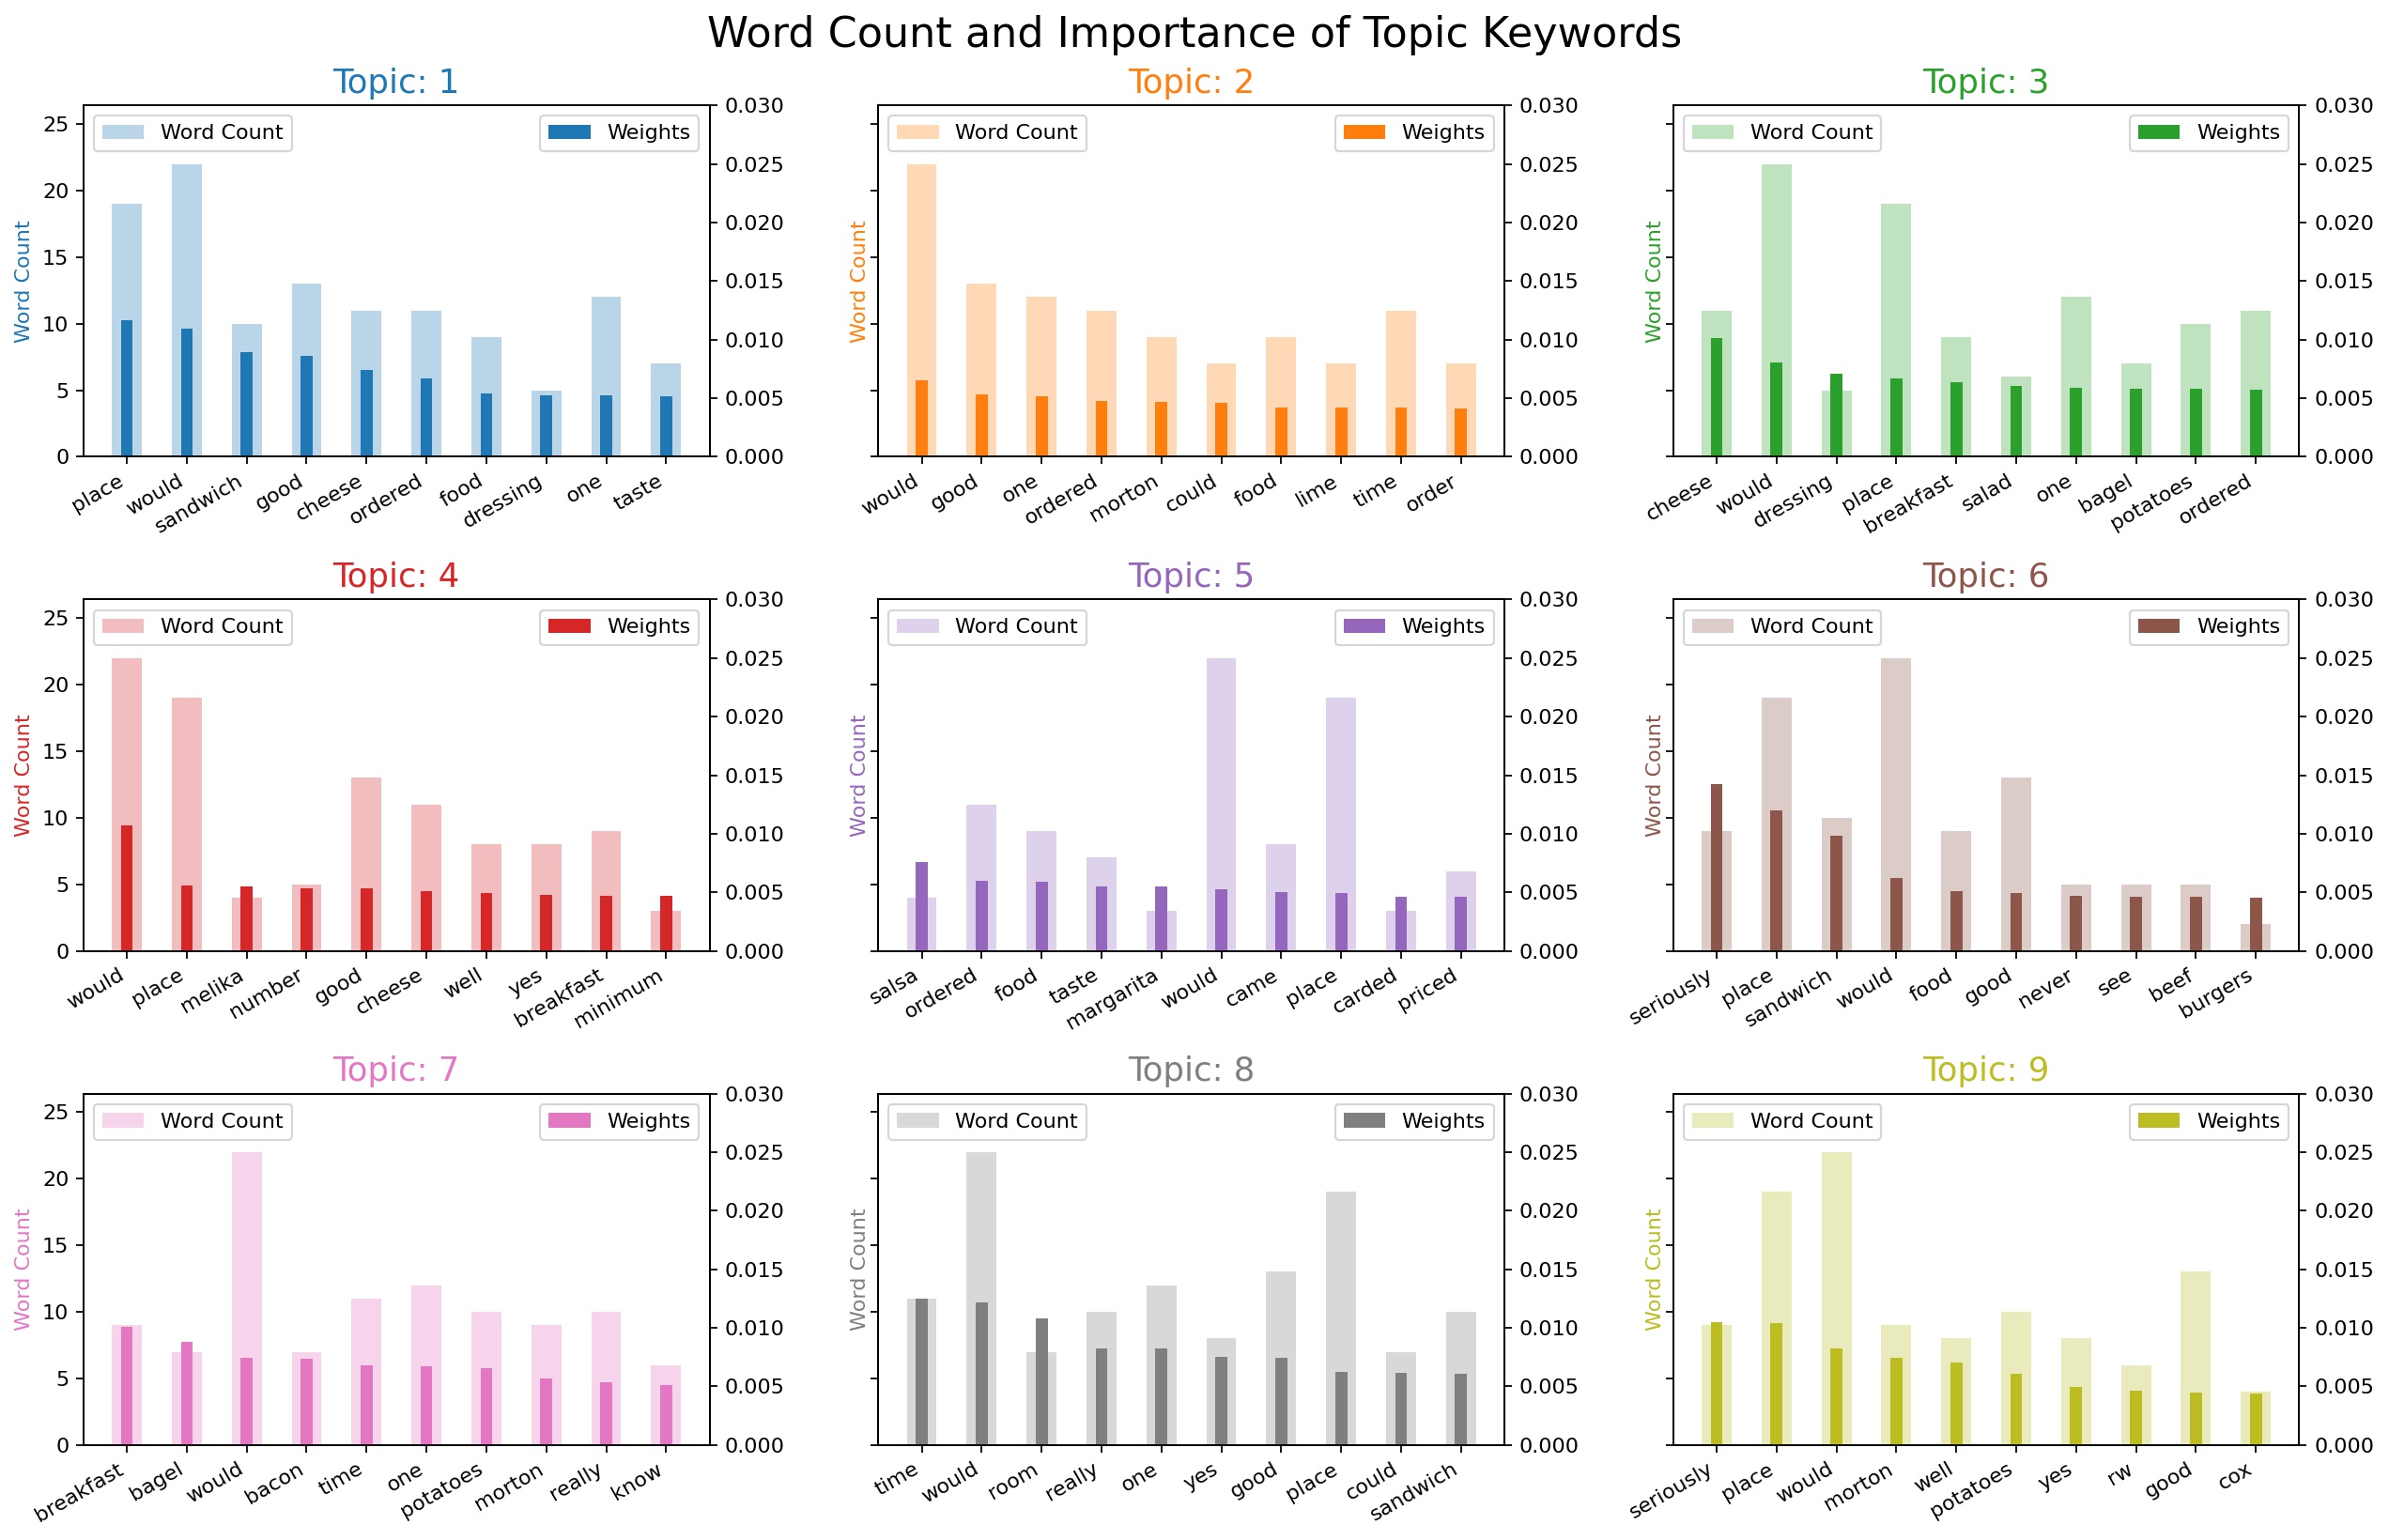 Word Count and Importance of Topic Keywords
Topic: 1
Word Count
Weights
Word Count
25
20
15
10
5
0
0.030
0.025
0.020
0.015
0.010
0.005
0.000
place would sandwich good cheese ordered food dressing one taste
Topic: 2
Word Count
Weights
Word Count
0.030
0.025
0.020
0.015
0.010
0.005
0.000
would good one ordered morton could food lime time order
Topic: 3
Word Count
Weights
Word Count
0.030
0.025
0.020
0.015
0.010
0.005
0.000
cheese would dressing place breakfast salad one bagel potatoes ordered
Topic: 4
Word Count
Weights
Word Count
25
20
15
10
5
0
0.030
0.025
0.020
0.015
0.010
0.005
0.000
would place melika number good cheese well yes breakfast minimum
Topic: 5
Word Count
Weights
Word Count
0.030
0.025
0.020
0.015
0.010
0.005
0.000
salsa ordered food taste margarita would came place carded priced
Topic: 6
Word Count
Weights
Word Count
0.030
0.025
0.020
0.015
0.010
0.005
0.000
seriously place sandwich would food good never see beef burgers
Topic: 7
Word Count
Weights
Word Count
25
20
15
10
5
0
0.030
0.025
0.020
0.015
0.010
0.005
0.000
breakfast bagel would bacon time one potatoes morton really know
Topic: 8
Word Count
Weights
Word Count
0.030
0.025
0.020
0.015
0.010
0.005
0.000
time would room really one yes good place could sandwich
Topic: 9
Word Count
Weights
Word Count
0.030
0.025
0.020
0.015
0.010
0.005
0.000
seriously place would morton well potatoes yes rw good cox